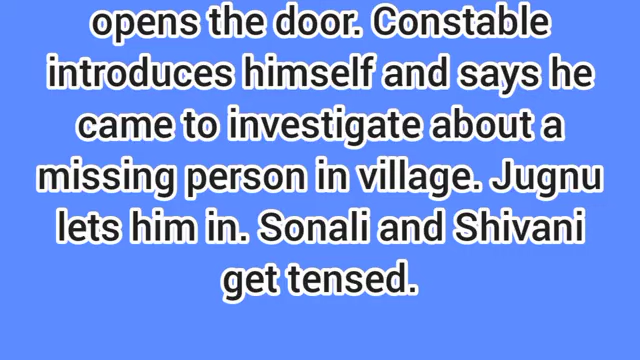 opens the door. Constable
introduces himself and says he
came to investigate about a
missing person in village. Jugnu
lets him in. Sonali and Shivani
get tensed.